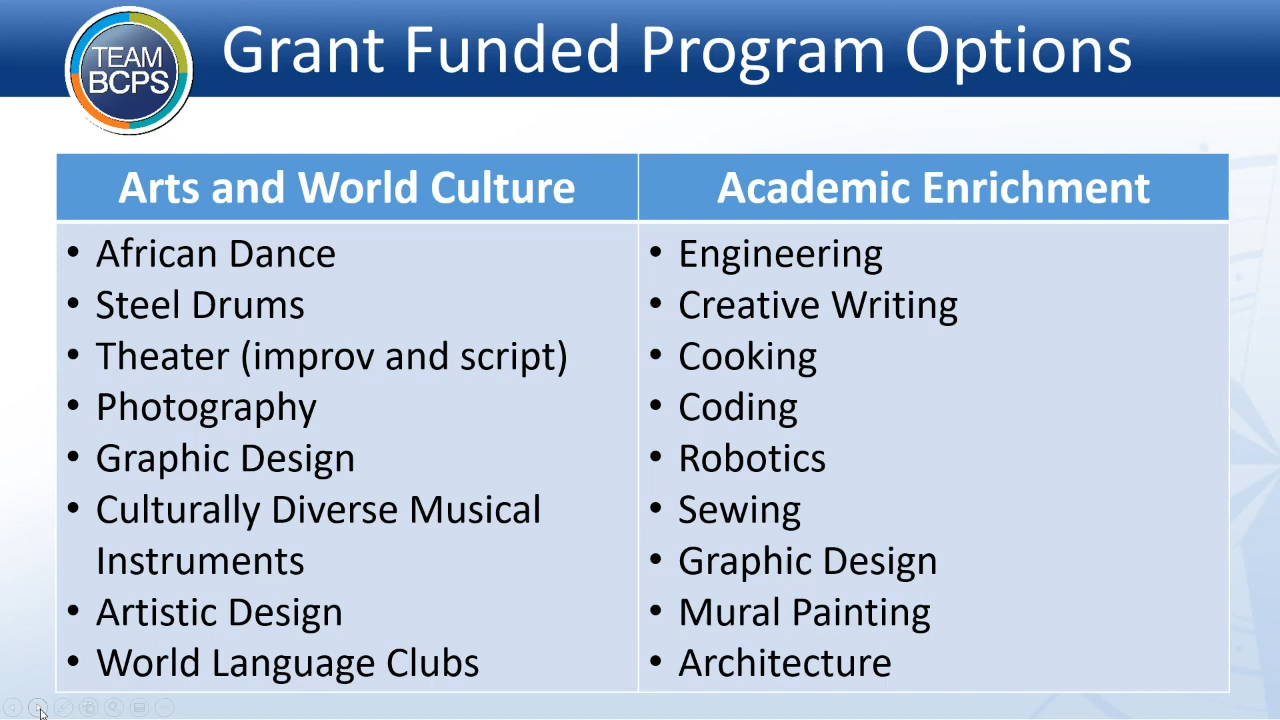 TEAM
BCPS
Grant Funded Program Options
Arts and World Culture
• African Dance
• Steel Drums
• Theater (improv and script)
• Photography
• Graphic Design
• Culturally Diverse Musical
Instruments
• Artistic Design
• World Language Clubs
Academic Enrichment
• Engineering
• Creative Writing
• Cooking
• Coding
• Robotics
• Sewing
• Graphic Design
• Mural Painting
• Architecture